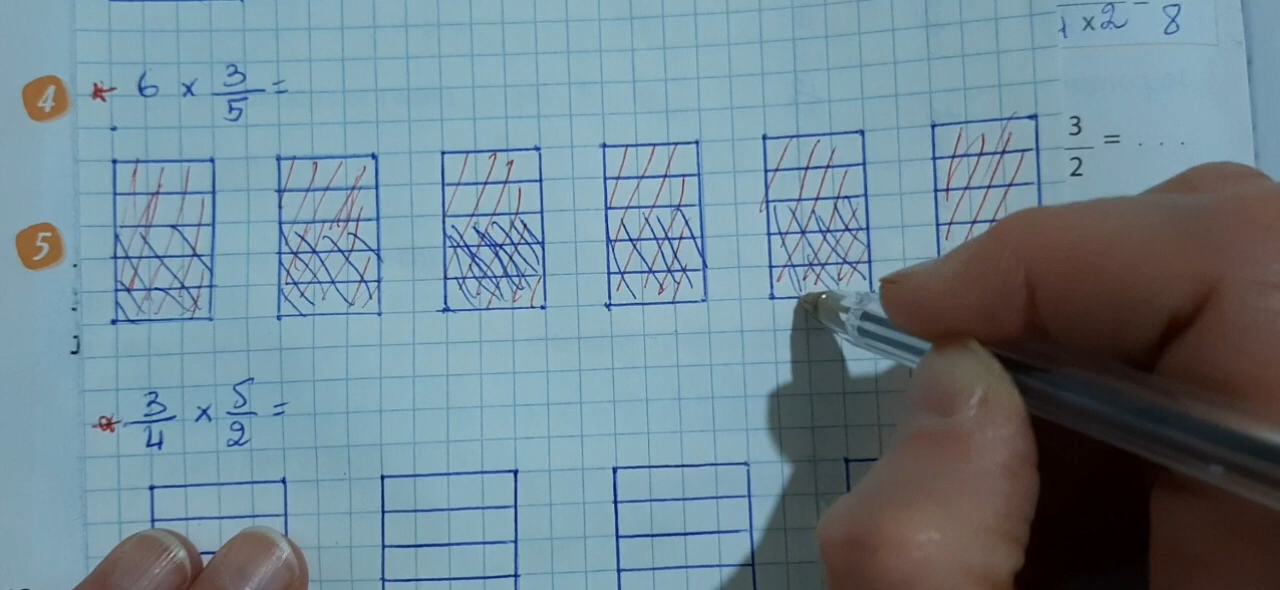 1 × 2 8
4 * 6 × 3/5 =
3/2 = . . .
5
* 3/4 × 5/2 =